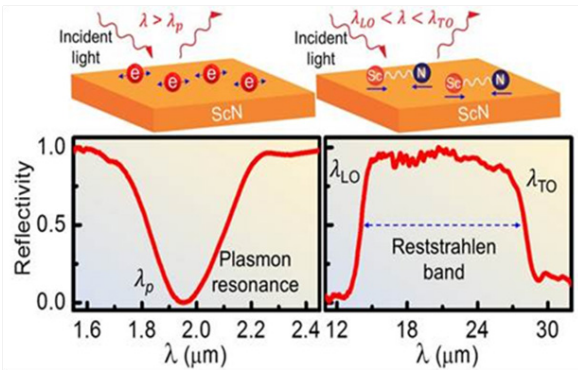 Incident
light
λ > λp
e e e e
ScN
Incident
light
λLO < λ < λTO
Sc N
Sc N
ScN
Reflectivity
1.0
0.5
0.0
λp
Plasmon
resonance
1.6 1.8 2.0 2.2 2.4
λ (μm)
λLO
λTO
Reststrahlen
band
12 18 24 30
λ (μm)